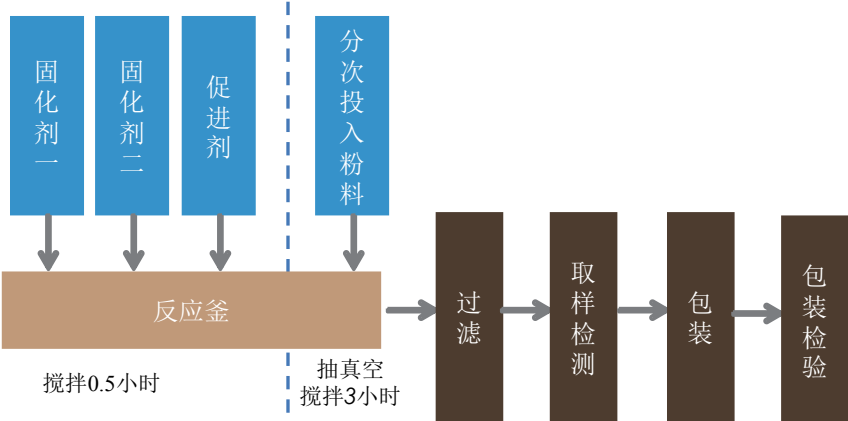 固化剂一
固化剂二
促进剂
分次投入粉料
反应釜
过滤
取样检测
包装
包装检验
搅拌0.5小时
抽真空
搅拌3小时